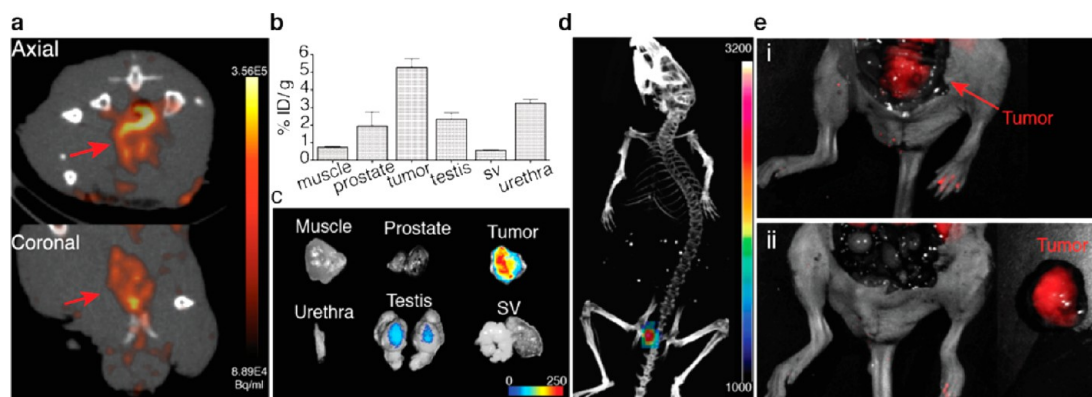 a
Axial
3.56E5
Coronal
8.89E4
Bq/ml
b
% ID/ g
6
5
4
3
2
1
0
muscle
prostate
tumor
testis
sv
urethra
c
Muscle
Prostate
Tumor
Urethra
Testis
SV
0
250
d
3200
1000
e
i
Tumor
ii
Tumor